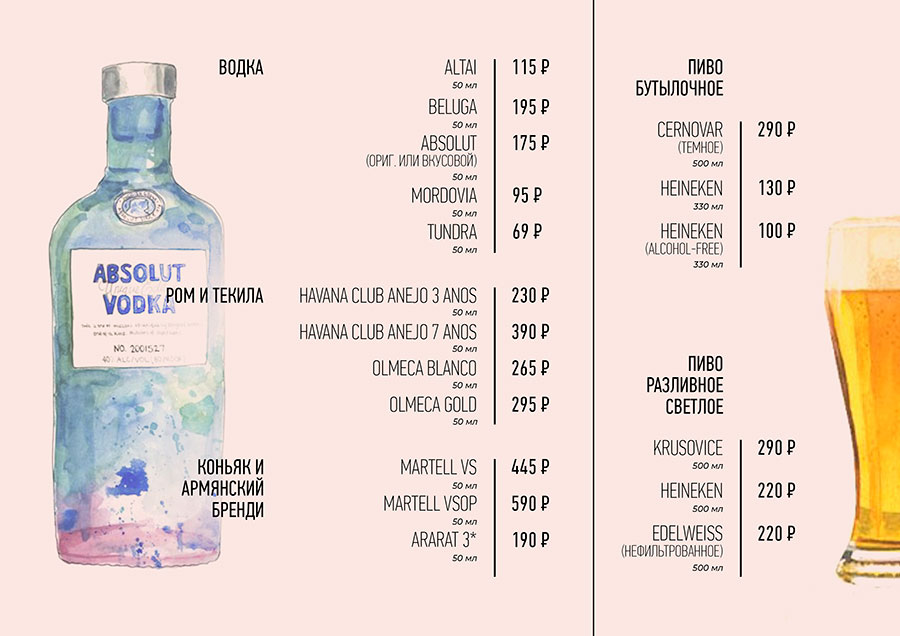 ВОДКА
ALTAI 115 ₽
50 мл
BELUGA 195 ₽
50 мл
ABSOLUT 175 ₽
(ОРИГ. ИЛИ ВКУСОВОЙ)
50 мл
MORDOVIA 95 ₽
50 мл
TUNDRA 69 ₽
50 мл
РОМ И ТЕКИЛА
HAVANA CLUB ANEJO 3 ANOS 230 ₽
50 мл
HAVANA CLUB ANEJO 7 ANOS 390 ₽
50 мл
OLMECA BLANCO 265 ₽
50 мл
OLMECA GOLD 295 ₽
50 мл
КОНЬЯК И
АРМЯНСКИЙ
БРЕНДИ
MARTELL VS 445 ₽
50 мл
MARTELL VSOP 590 ₽
50 мл
ARARAT 3* 190 ₽
50 мл
ПИВО
БУТЫЛОЧНОЕ
CERNOVAR 290 ₽
(ТЕМНОЕ)
500 мл
HEINEKEN 130 ₽
330 мл
HEINEKEN 100 ₽
(ALCOHOL-FREE)
330 мл
ПИВО
РАЗЛИВНОЕ
СВЕТЛОЕ
KRUSOVICE 290 ₽
500 мл
HEINEKEN 220 ₽
500 мл
EDELWEISS 220 ₽
(НЕФИЛЬТРОВАННОЕ)
500 мл
ABSOLUT
VODKA
NO. 2001527